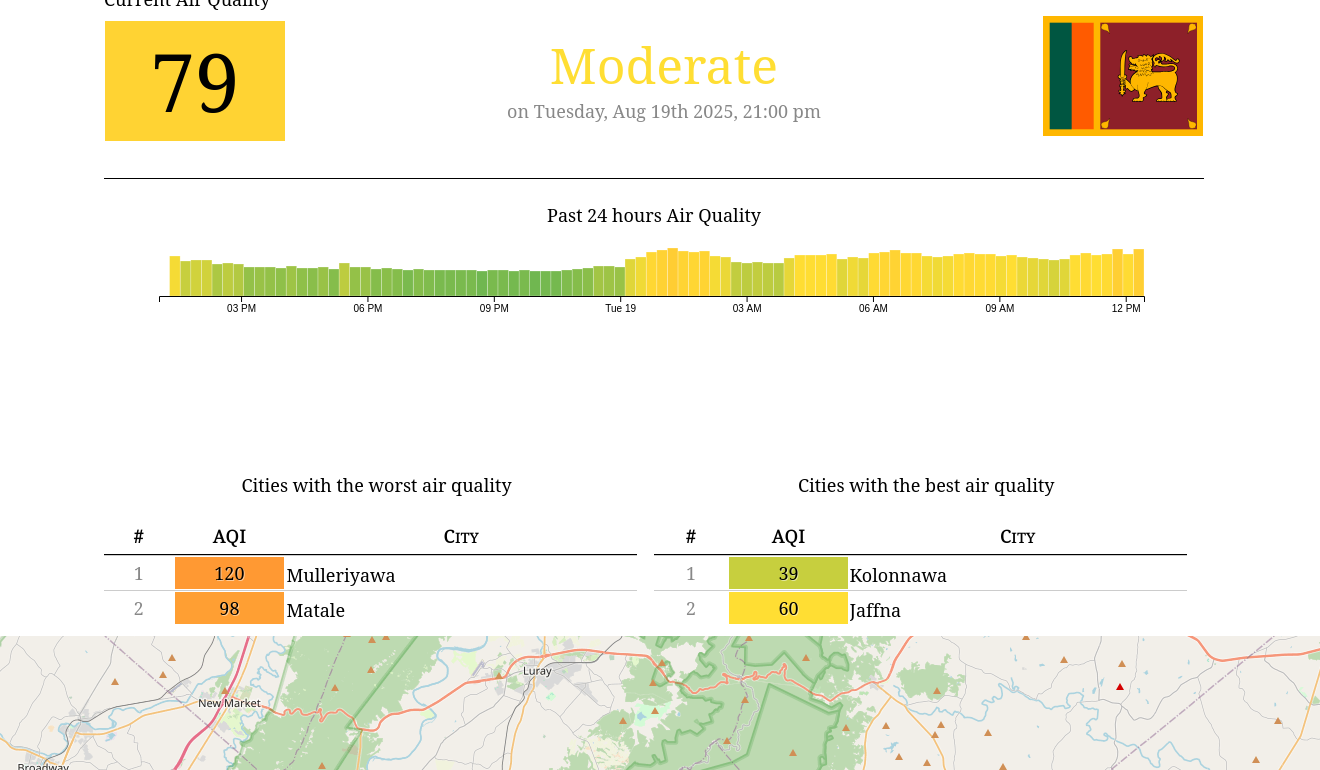 Current Air Quality
79
Moderate
on Tuesday, Aug 19th 2025, 21:00 pm
Past 24 hours Air Quality
03 PM 06 PM 09 PM Tue 19 03 AM 06 AM 09 AM 12 PM
Cities with the worst air quality
# AQI City
1 120 Mulleriyawa
2 98 Matale
Cities with the best air quality
# AQI City
1 39 Kolonnawa
2 60 Jaffna
Luray
New Market
Broadway